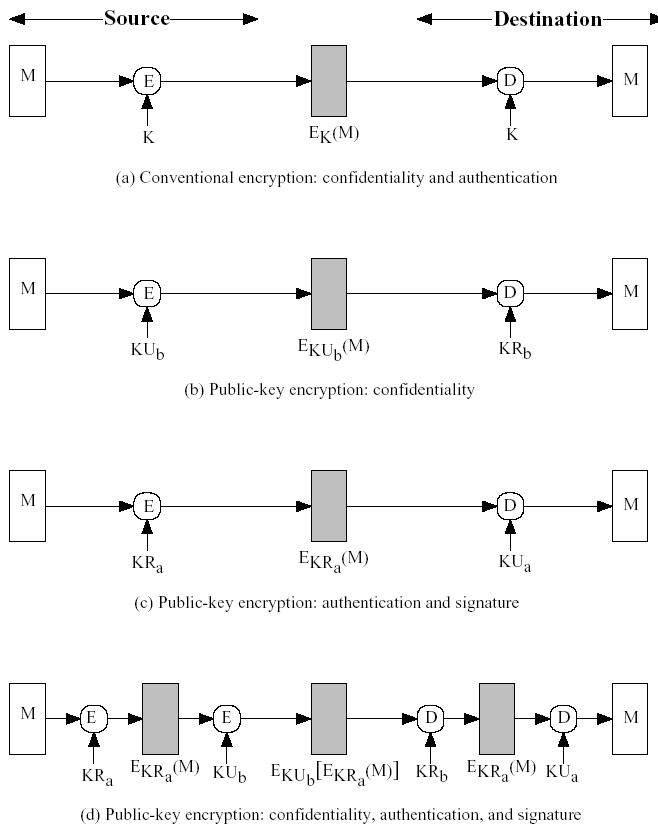 Source Destination
M E E_K(M) D M
K K
(a) Conventional encryption: confidentiality and authentication
M E D M
KU_b E_KU_b(M) KR_b
(b) Public-key encryption: confidentiality
M E D M
KR_a E_KR_a(M) KU_a
(c) Public-key encryption: authentication and signature
M E E D D M
KR_a E_KR_a(M) KU_b E_KU_b[E_KR_a(M)] KR_b E_KR_a(M) KU_a
(d) Public-key encryption: confidentiality, authentication, and signature